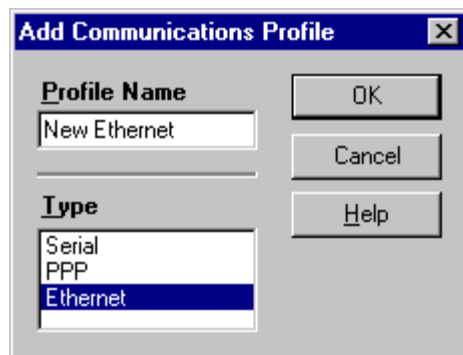 Add Communications Profile
Profile Name
New Ethernet
Type
Serial
PPP
Ethernet
OK
Cancel
Help